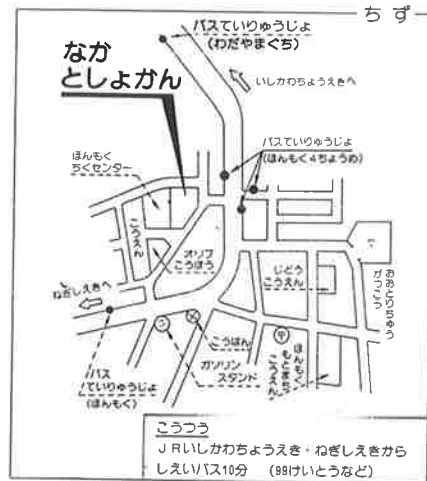 ちず
バスていりゅうじょ
(わだやまぐち)
なか
としょかん
いしかわちょうえきへ
バスていりゅうじょ
(ほんもく4ちょうめ)
ほんもく
ちくセンター
こうえん
オリブ
こうぼう
じどう
こうえん
おおとりちゅう
がっこう
ねぎしえきへ
こうばん
ガソリン
スタンド
ほんもく
もとまち
こうえん
バス
ていりゅうじょ
(ほんもく)
こうつう
JRいしかわちょうえき・ねぎしえきから
しえいバス10分 (99けいとうなど)